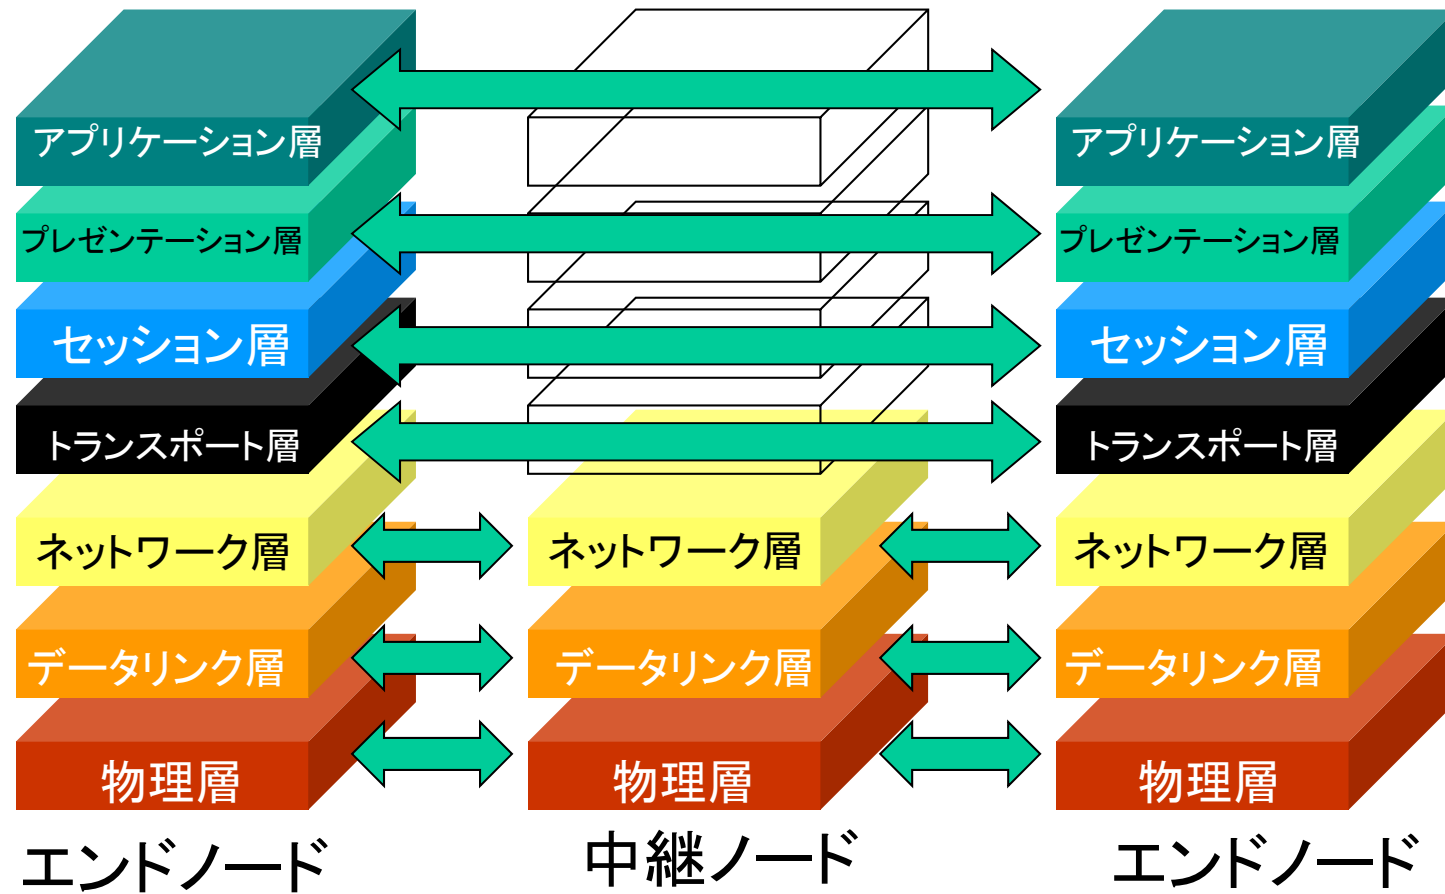 アプリケーション層
アプリケーション層
プレゼンテーション層
プレゼンテーション層
セッション層
セッション層
トランスポート層
トランスポート層
ネットワーク層
ネットワーク層
ネットワーク層
データリンク層
データリンク層
データリンク層
物理層
物理層
物理層
エンドノード
中継ノード
エンドノード